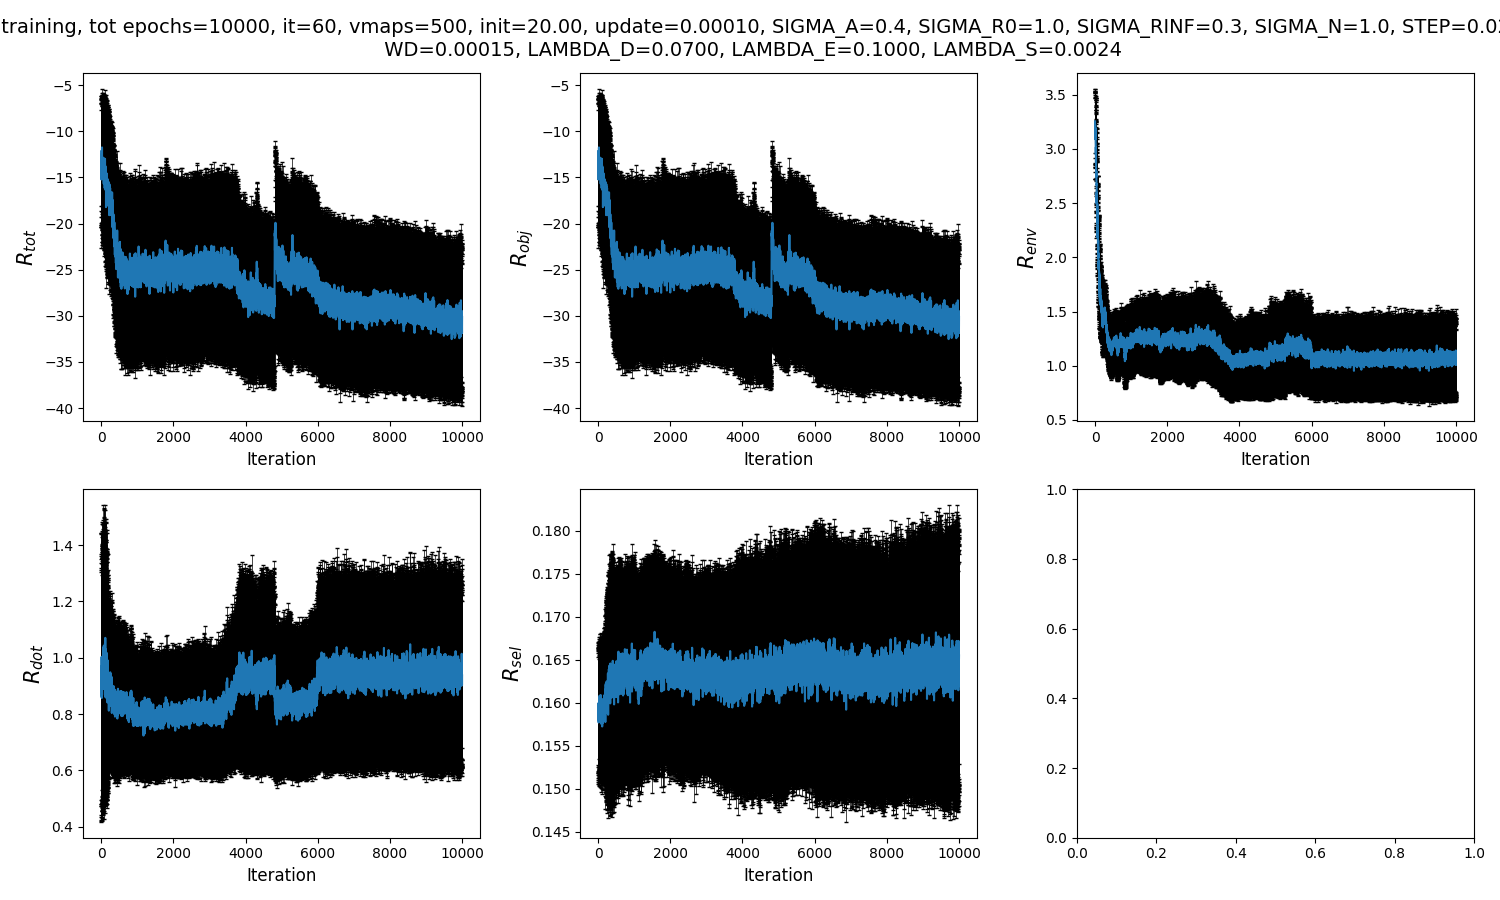 training, tot epochs=10000, it=60, vmaps=500, init=20.00, update=0.00010, SIGMA_A=0.4, SIGMA_R0=1.0, SIGMA_RINF=0.3, SIGMA_N=1.0,
WD=0.00015, LAMBDA_D=0.0700, LAMBDA_E=0.1000, LAMBDA_S=0.0024
R_tot
−5
−10
−15
−20
−25
−30
−35
−40
0 2000 4000 6000 8000 10000
Iteration
R_obj
−5
−10
−15
−20
−25
−30
−35
−40
0 2000 4000 6000 8000 10000
Iteration
R_env
3.5
3.0
2.5
2.0
1.5
1.0
0.5
0 2000 4000 6000 8000 10000
Iteration
R_dot
1.4
1.2
1.0
0.8
0.6
0.4
0 2000 4000 6000 8000 10000
Iteration
R_sel
0.180
0.175
0.170
0.165
0.160
0.155
0.150
0.145
0 2000 4000 6000 8000 10000
Iteration
1.0
0.8
0.6
0.4
0.2
0.0
0.0 0.2 0.4 0.6 0.8 1.0